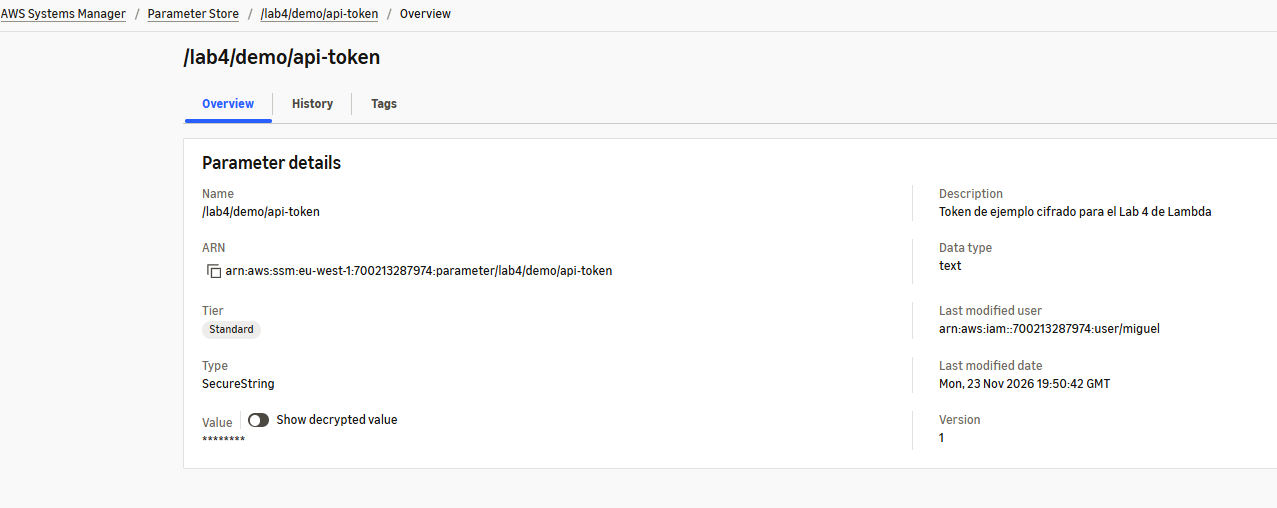 AWS Systems Manager / Parameter Store / /lab4/demo/api-token / Overview
/lab4/demo/api-token
Overview History Tags
Parameter details
Name
/lab4/demo/api-token
Description
Token de ejemplo cifrado para el Lab 4 de Lambda
ARN
arn:aws:ssm:eu-west-1:700213287974:parameter/lab4/demo/api-token
Data type
text
Tier
Standard
Last modified user
arn:aws:iam::700213287974:user/miguel
Type
SecureString
Last modified date
Mon, 23 Nov 2026 19:50:42 GMT
Value Show decrypted value
********
Version
1